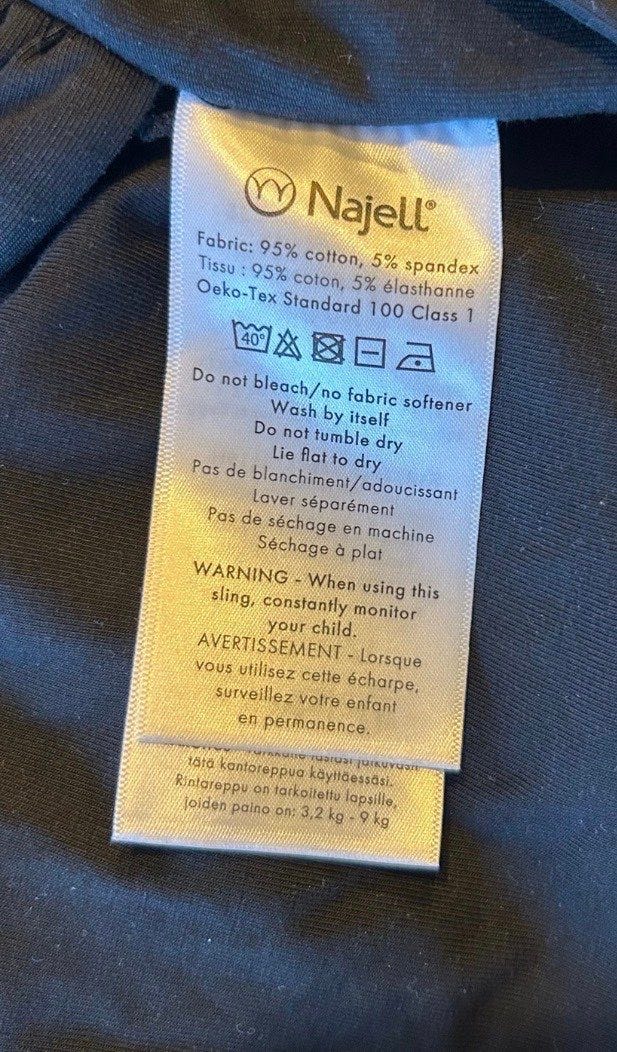 Najell®
Fabric: 95% cotton, 5% spandex
Tissu : 95% coton, 5% élasthanne
Oeko-Tex Standard 100 Class 1
40°
Do not bleach/no fabric softener
Wash by itself
Do not tumble dry
Lie flat to dry
Pas de blanchiment/adoucissant
Laver séparément
Pas de séchage en machine
Séchage à plat
WARNING - When using this
sling, constantly monitor
your child.
AVERTISSEMENT - Lorsque
vous utilisez cette écharpe,
surveillez votre enfant
en permanence.
tätä kantoreppua käyttäessäsi.
Rintareppu on tarkoitettu lapsille,
joiden paino on: 3,2 kg - 9 kg